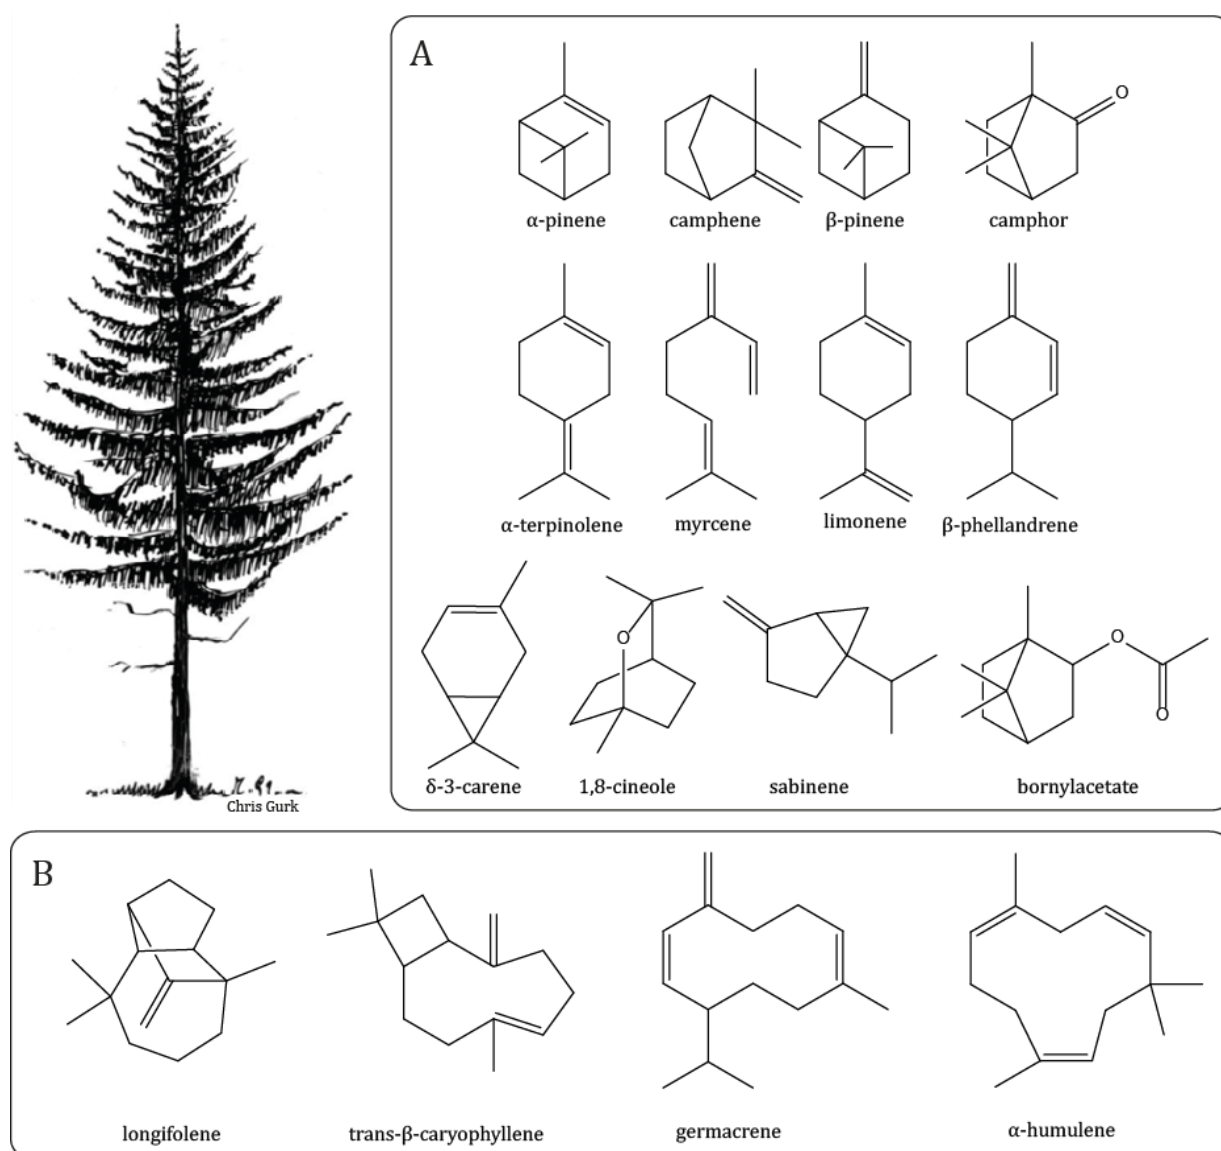 A
O
α-pinene camphene β-pinene camphor
α-terpinolene myrcene limonene β-phellandrene
O
O
O
δ-3-carene 1,8-cineole sabinene bornylacetate
Chris Gurk
B
longifolene trans-β-caryophyllene germacrene α-humulene